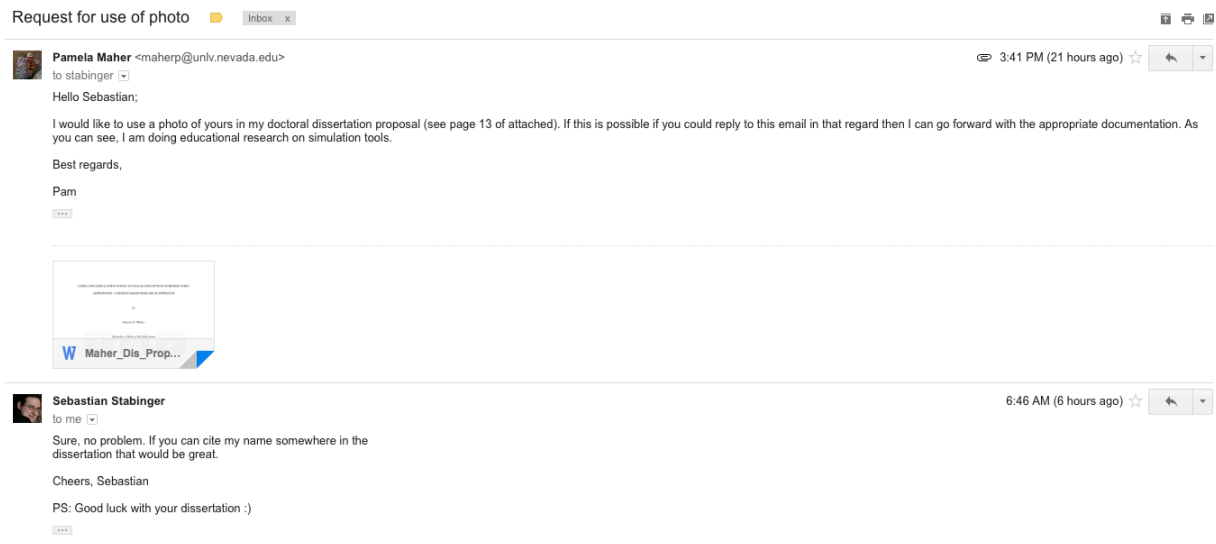 Request for use of photo
Inbox x
Pamela Maher <maherp@unlv.nevada.edu>
3:41 PM (21 hours ago)
to stabinger
Hello Sebastian;
I would like to use a photo of yours in my doctoral dissertation proposal (see page 13 of attached). If this is possible if you could reply to this email in that regard then I can go forward with the appropriate documentation. As
you can see, I am doing educational research on simulation tools.
Best regards,
Pam
...
W Maher_Dis_Prop...
Sebastian Stabinger
6:46 AM (6 hours ago)
to me
Sure, no problem. If you can cite my name somewhere in the
dissertation that would be great.
Cheers, Sebastian
PS: Good luck with your dissertation :)
...